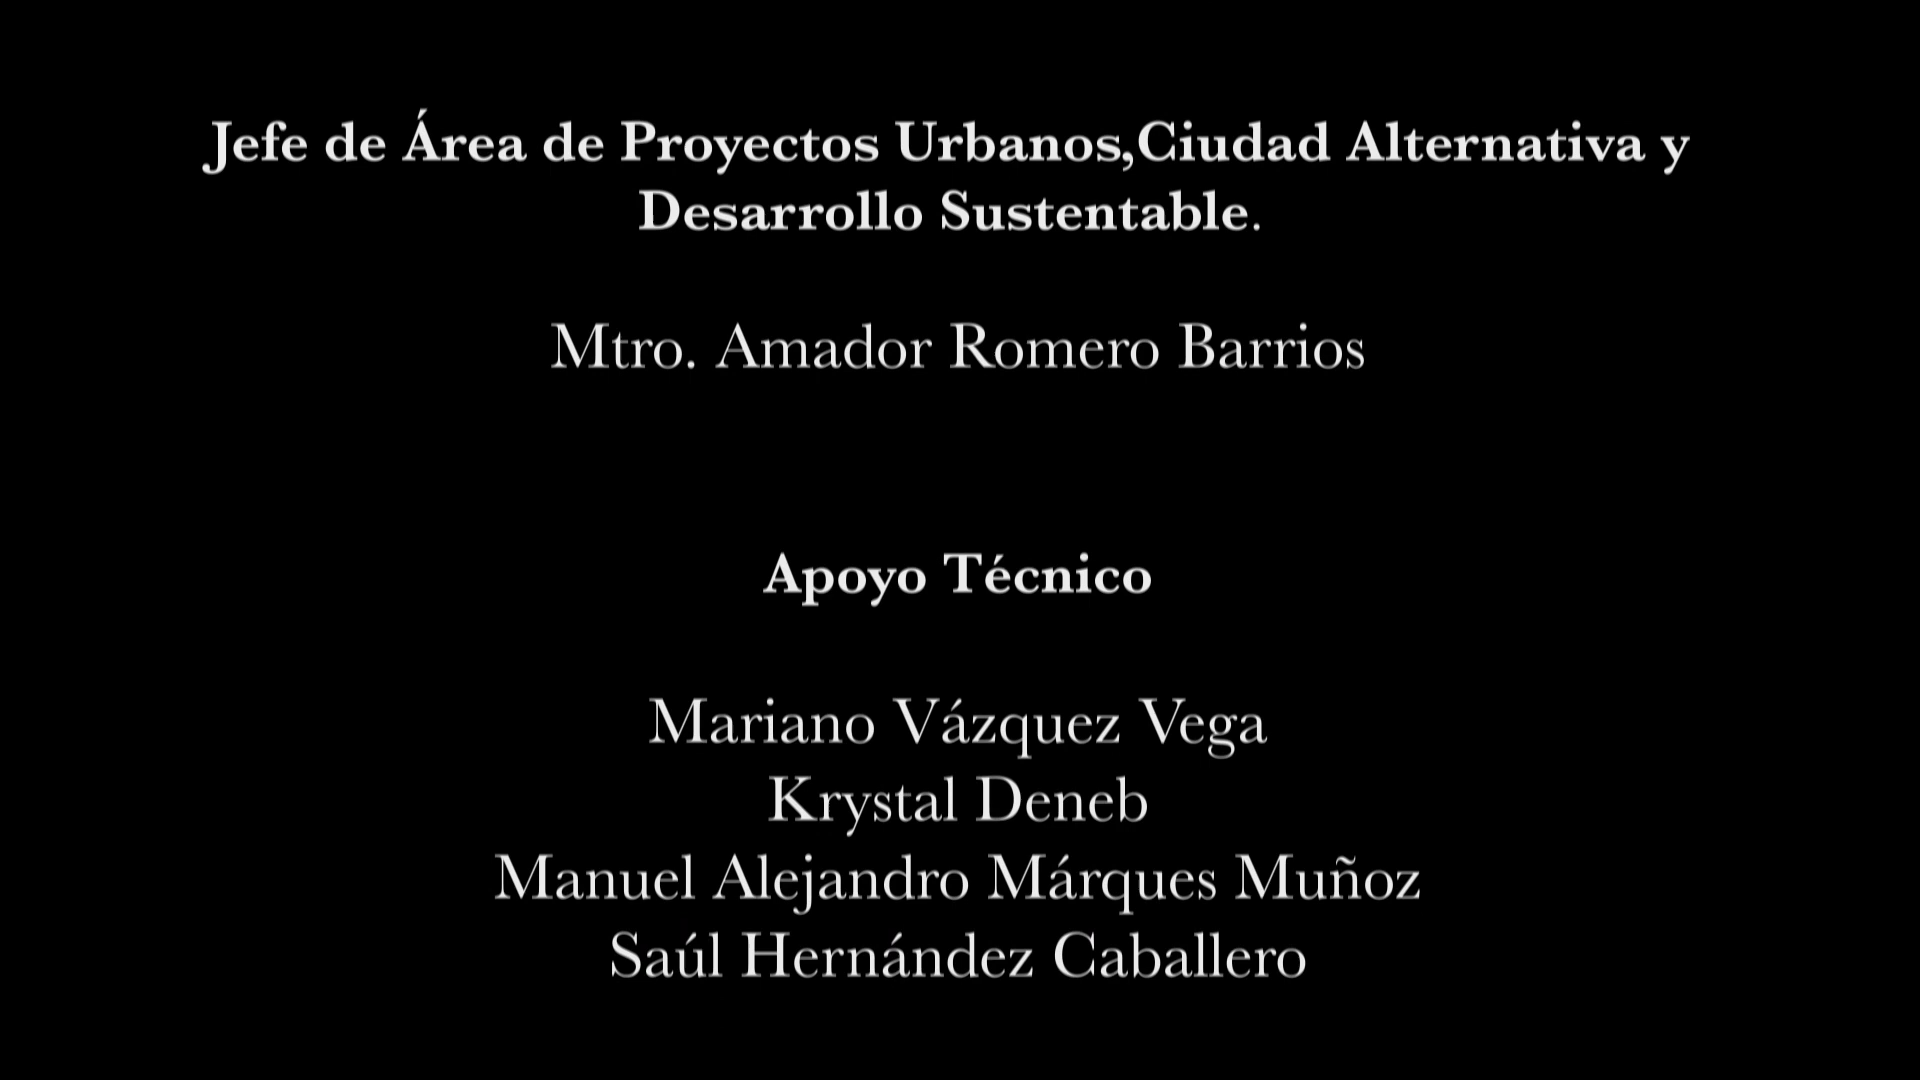 Jefe de Área de Proyectos Urbanos,Ciudad Alternativa y
Desarrollo Sustentable.
Mtro. Amador Romero Barrios
Apoyo Técnico
Mariano Vázquez Vega
Krystal Deneb
Manuel Alejandro Márques Muñoz
Saúl Hernández Caballero